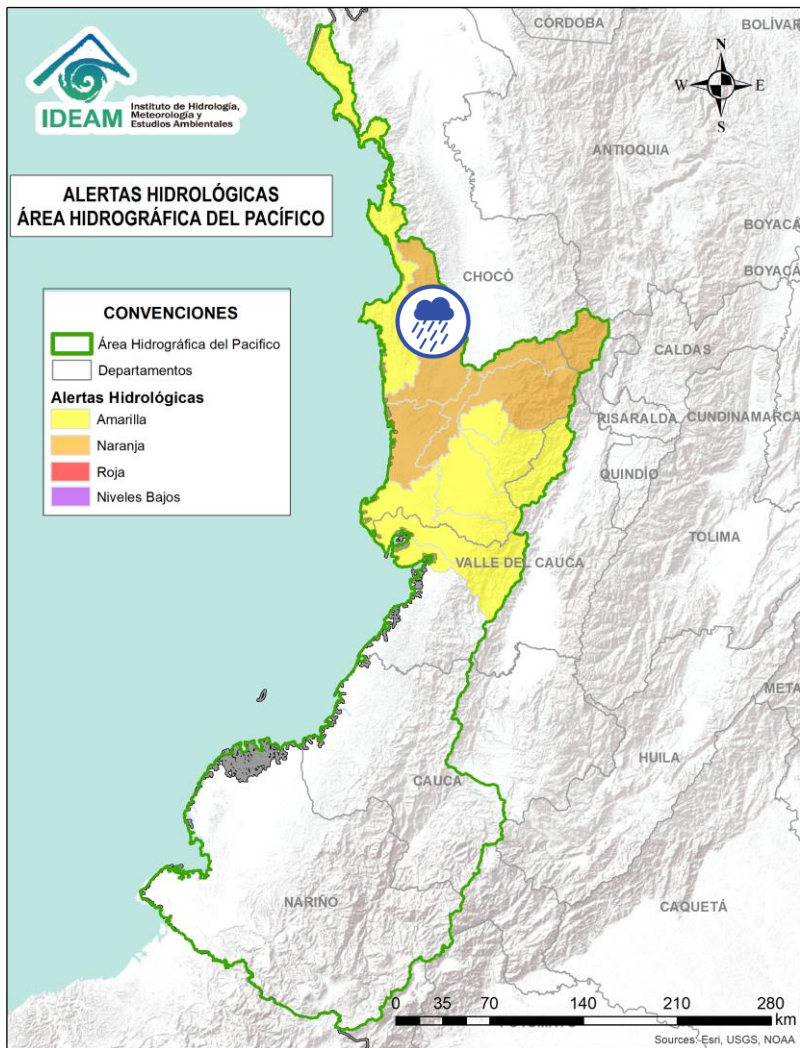 IDEAM
Instituto de Hidrología,
Meteorología y
Estudios Ambientales
ALERTAS HIDROLÓGICAS
ÁREA HIDROGRÁFICA DEL PACÍFICO
CONVENCIONES
Área Hidrográfica del Pacifico
Departamentos
Alertas Hidrológicas
Amarilla
Naranja
Roja
Niveles Bajos
CÓRDOBA
BOLÍVAR
N
W
E
S
ANTIOQUIA
BOYACÁ
BOYACÁ
CHOCÓ
CALDAS
RISARALDA
CUNDINAMARCA
QUINDÍO
TOLIMA
VALLE DEL CAUCA
META
HUILA
CAUCA
NARIÑO
CAQUETÁ
0 35 70 140 210 280
km
Sources: Esri, USGS, NOAA